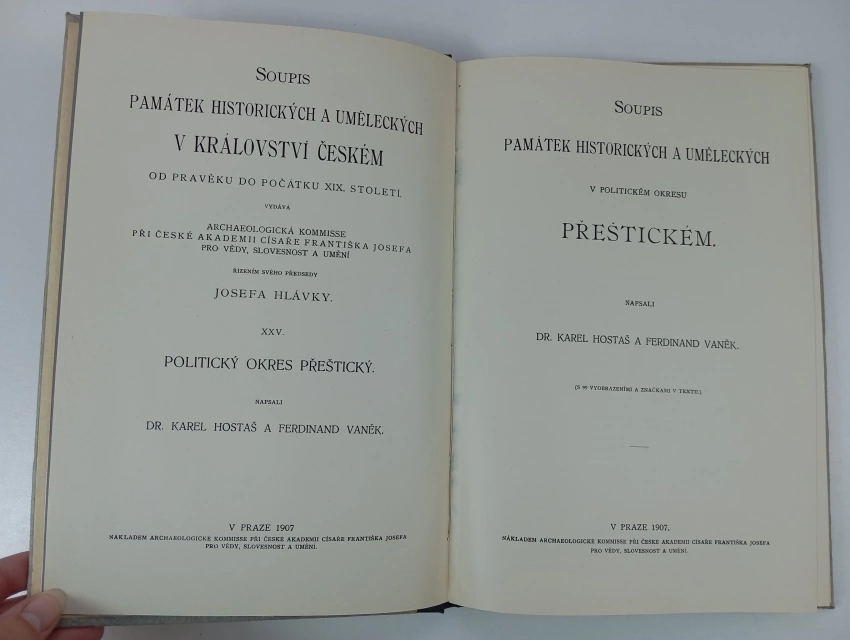 SOUPIS
PAMÁTEK HISTORICKÝCH A UMĚLECKÝCH
V KRÁLOVSTVÍ ČESKÉM
OD PRAVĚKU DO POČÁTKU XIX. STOLETÍ.
VYDÁVÁ
ARCHAEOLOGICKÁ KOMMISSE
PŘI ČESKÉ AKADEMII CÍSAŘE FRANTIŠKA JOSEFA
PRO VĚDY, SLOVESNOST A UMĚNÍ
ŘÍZENÍM SVÉHO PŘEDSEDY
JOSEFA HLÁVKY.
XXV.
POLITICKÝ OKRES PŘEŠTICKÝ.
NAPSALI
DR. KAREL HOSTAŠ A FERDINAND VANĚK.
V PRAZE 1907
NÁKLADEM ARCHAEOLOGICKÉ KOMMISSE PŘI ČESKÉ AKADEMII CÍSAŘE FRANTIŠKA JOSEFA
PRO VĚDY, SLOVESNOST A UMĚNÍ.
SOUPIS
PAMÁTEK HISTORICKÝCH A UMĚLECKÝCH
V POLITICKÉM OKRESU
PŘEŠTICKÉM.
NAPSALI
DR. KAREL HOSTAŠ A FERDINAND VANĚK.
(S 99 VYOBRAZENÍMI A ZNAČKAMI V TEXTU.)
V PRAZE 1907.
NÁKLADEM ARCHAEOLOGICKÉ KOMMISSE PŘI ČESKÉ AKADEMII CÍSAŘE FRANTIŠKA JOSEFA
PRO VĚDY, SLOVESNOST A UMĚNÍ.